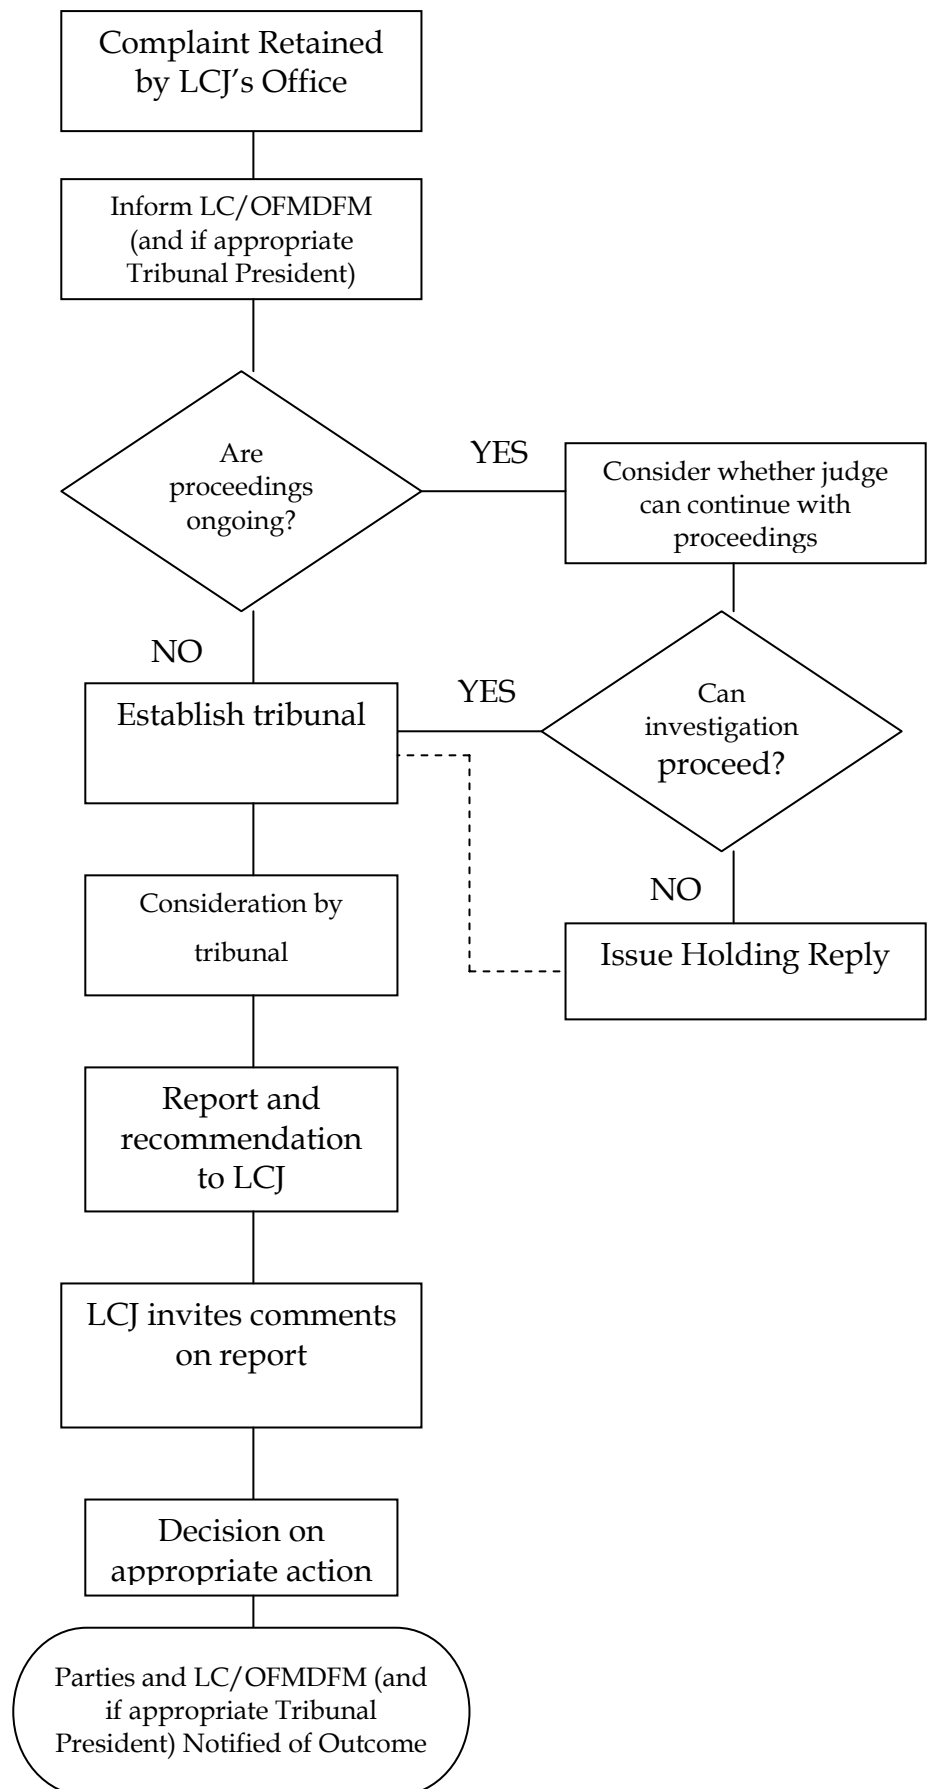 Complaint Retained
by LCJ’s Office
Inform LC/OFMDFM
(and if appropriate
Tribunal President)
Are
proceedings
ongoing?
YES
Consider whether judge
can continue with
proceedings
NO
Establish tribunal
YES
Can
investigation
proceed?
NO
Issue Holding Reply
Consideration by
tribunal
Report and
recommendation
to LCJ
LCJ invites comments
on report
Decision on
appropriate action
Parties and LC/OFMDFM (and
if appropriate Tribunal
President) Notified of Outcome